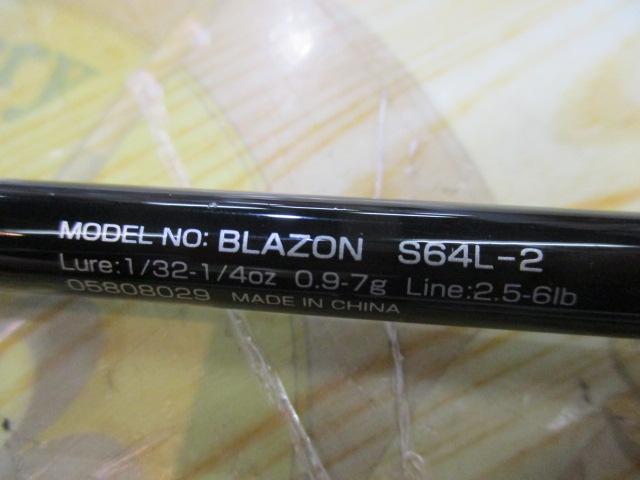 MODEL NO: BLAZON S64L-2
Lure:1/32-1/4oz 0.9-7g Line:2.5-6lb
05808029 MADE IN CHINA